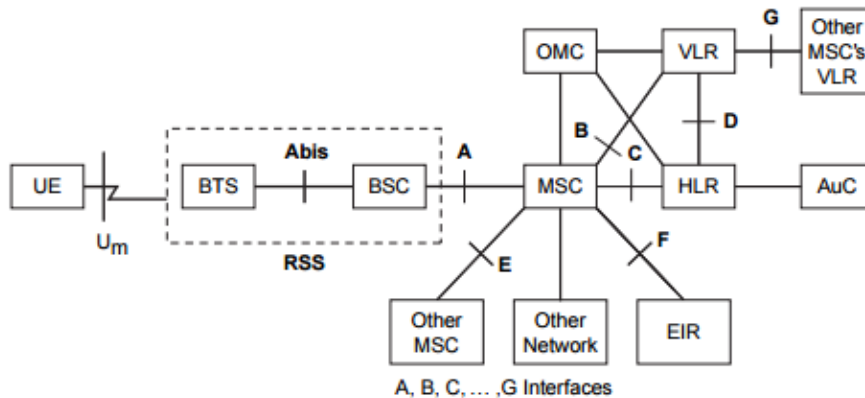 G
Other
MSC's
VLR
OMC
VLR
B
D
C
Abis
A
UE
BTS
BSC
MSC
HLR
AuC
Um
RSS
E
F
Other
MSC
Other
Network
EIR
A, B, C, ... ,G Interfaces